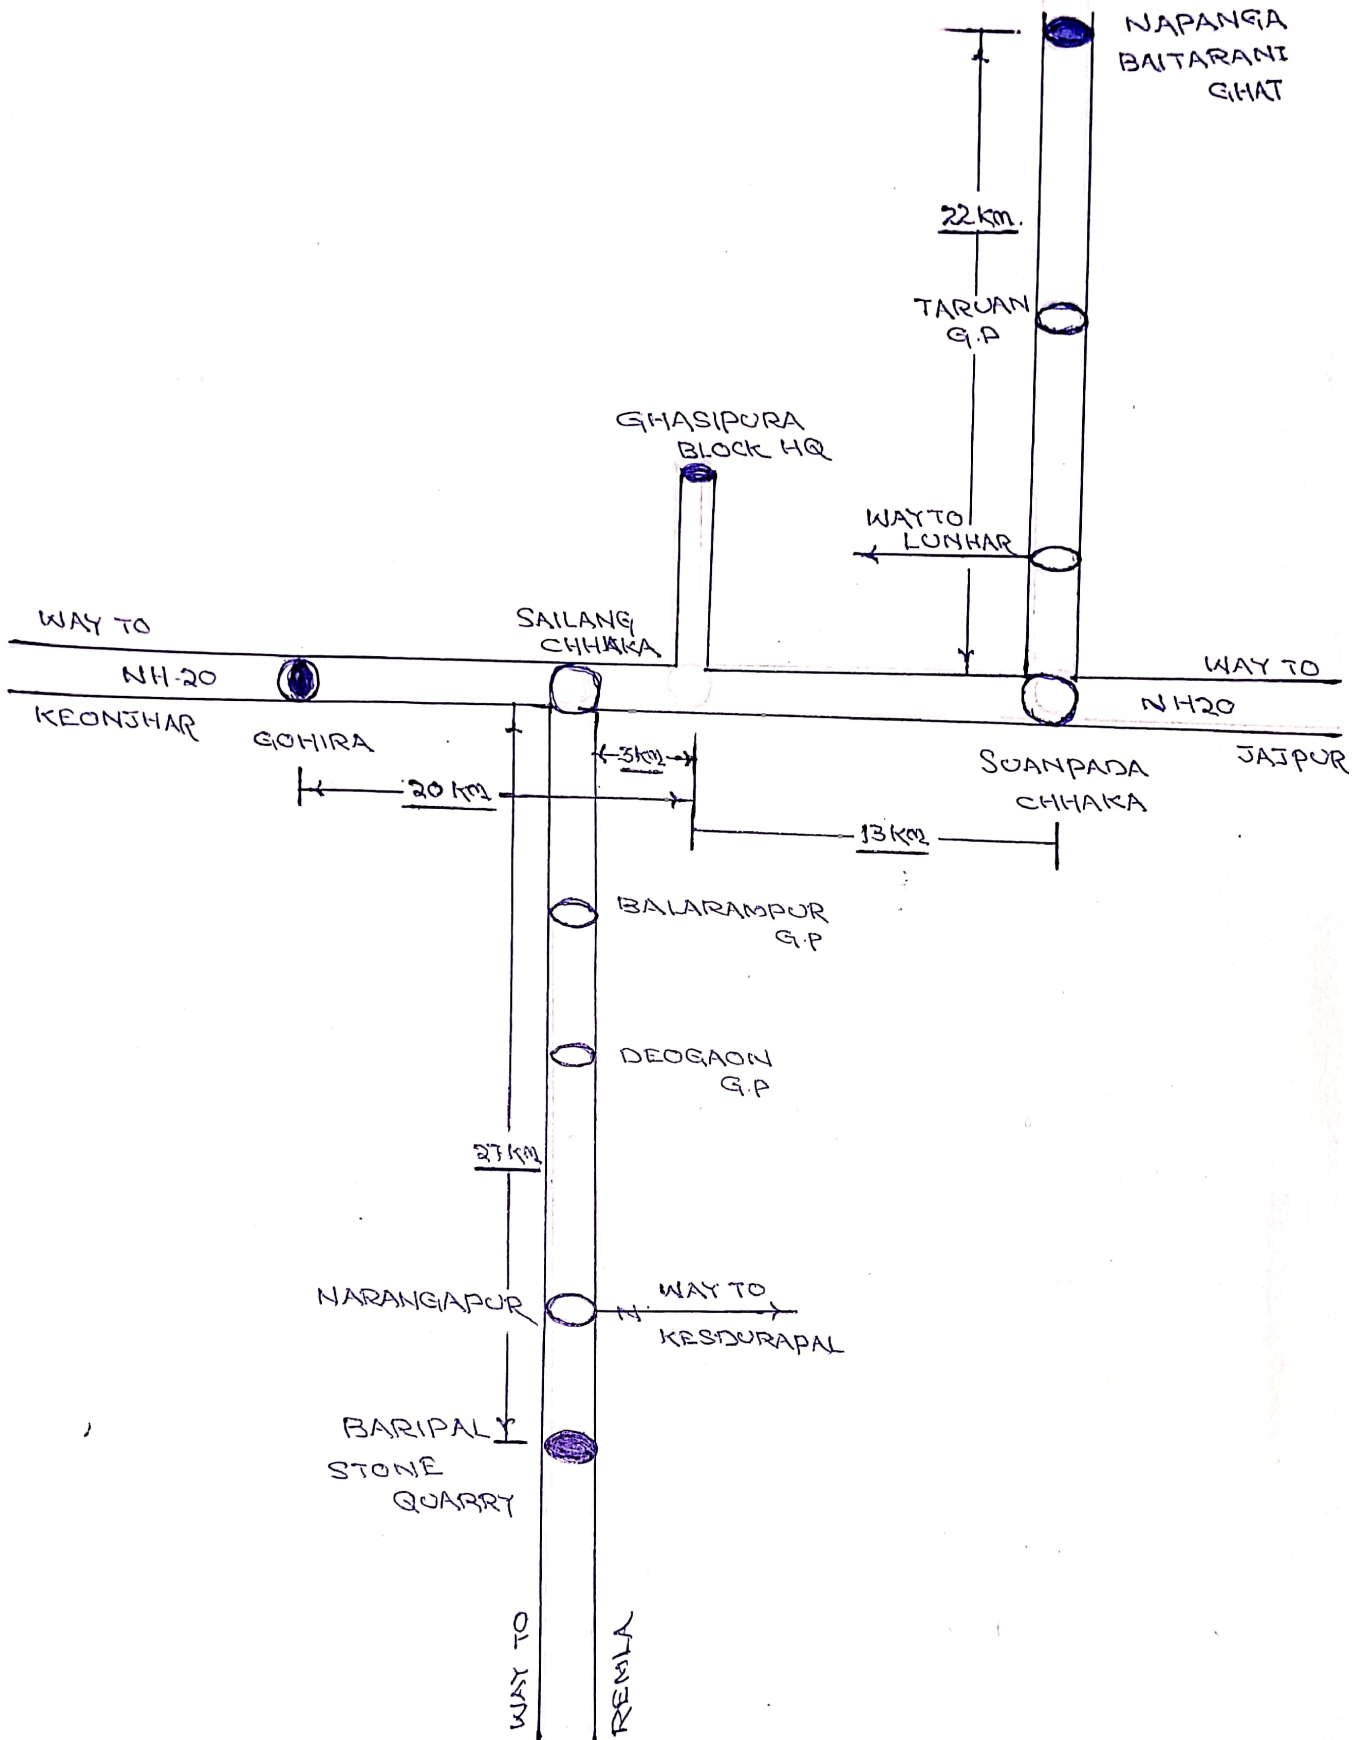 NAPANGA
BAITARANI
GHAT
22 Km.
TARUAN
G.P
GHASIPURA
BLOCK HQ
WAY TO
LUNHAR
SAILANG
CHHAKA
WAY TO
NH-20
KEONJHAR
GOHIRA
WAY TO
NH20
JAJPUR
SUANPADA
CHHAKA
3Km
20 KM
13 KM
BALARAMPUR
G.P
DEOGAON
G.P
27 KM
NARANGAPUR
WAY TO
KESDURAPAL
BARIPAL
STONE
QUARRY
WAY TO
REMLA